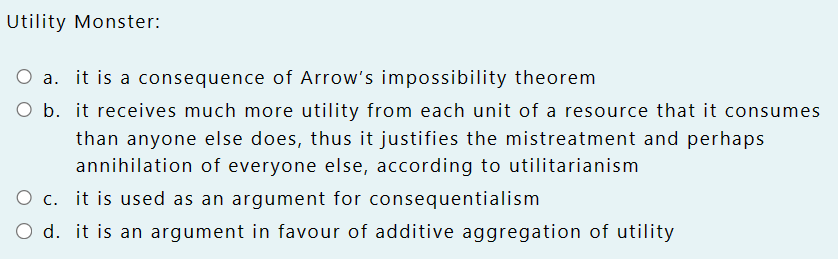 Utility Monster:
a. it is a consequence of Arrow's impossibility theorem
b. it receives much more utility from each unit of a resource that it consumes
than anyone else does, thus it justifies the mistreatment and perhaps
annihilation of everyone else, according to utilitarianism
c. it is used as an argument for consequentialism
d. it is an argument in favour of additive aggregation of utility